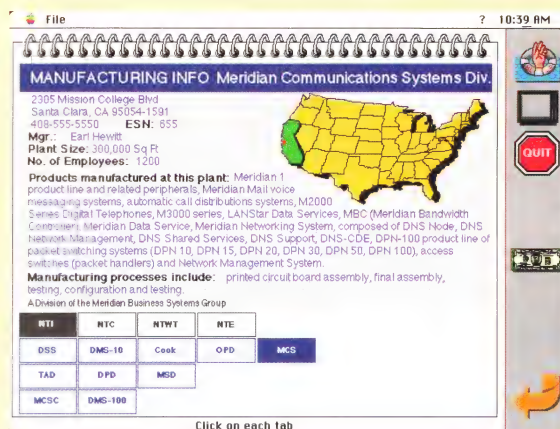 File ? 10:39 AM
MANUFACTURING INFO Meridian Communications Systems Div.
2305 Mission College Blvd
Santa Clara, CA 95054-1591
408-555-5550 ESN: 655
Mgr.: Earl Hewitt
Plant Size: 300,000 Sq Ft
No. of Employees: 1200
Products manufactured at this plant: Meridian 1
product line and related peripherals, Meridian Mail voice
messaging systems, automatic call distributions systems, M2000
Series Digital Telephones, M3000 series, LANStar Data Services, MBC (Meridian Bandwidth
Controller), Meridian Data Service, Meridian Networking System, composed of DNS Node, DNS
Network Management, DNS Shared Services, DNS Support, DNS-CDE, DPN-100 product line of
packet switching systems (DPN 10, DPN 15, DPN 20, DPN 30, DPN 50, DPN 100), access
switches (packet handlers) and Network Management System.
Manufacturing processes include: printed circuit board assembly, final assembly,
testing, configuration and testing.
A Division of the Meridian Business Systems Group
NTI NTC NTWT NTE
DSS DMS-10 Cook OPD MCS
TAD DPD MSD
MCSC DMS-100
Click on each tab
QUIT